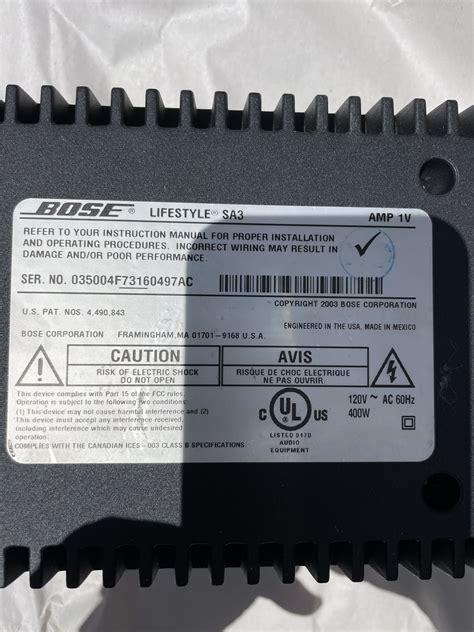 BOSE LIFESTYLE® SA3 AMP 1V
REFER TO YOUR INSTRUCTION MANUAL FOR PROPER INSTALLATION
AND OPERATING PROCEDURES. INCORRECT WIRING MAY RESULT IN
DAMAGE AND/OR POOR PERFORMANCE.
SER. NO. 035004F73160497AC
COPYRIGHT 2003 BOSE CORPORATION
U.S. PAT. NOS. 4,490,843
ENGINEERED IN THE USA, MADE IN MEXICO
BOSE CORPORATION FRAMINGHAM,MA 01701-9168 U.S.A.
CAUTION
RISK OF ELECTRIC SHOCK
DO NOT OPEN
AVIS
RISQUE DE CHOC ELECTRIQUE
NE PAS OUVRIR
This device complies with Part 15 of the FCC rules.
Operation is subject to the following two conditions:
(1) This device may not cause harmful interference and (2)
This device must accept any interference received,
including interference which may cause undesired
operation.
COMPLIES WITH THE CANADIAN ICES - 003 CLASS B SPECIFICATIONS.
C UL US
®
LISTED 917D
AUDIO
EQUIPMENT
120V ~ AC 60Hz
400W